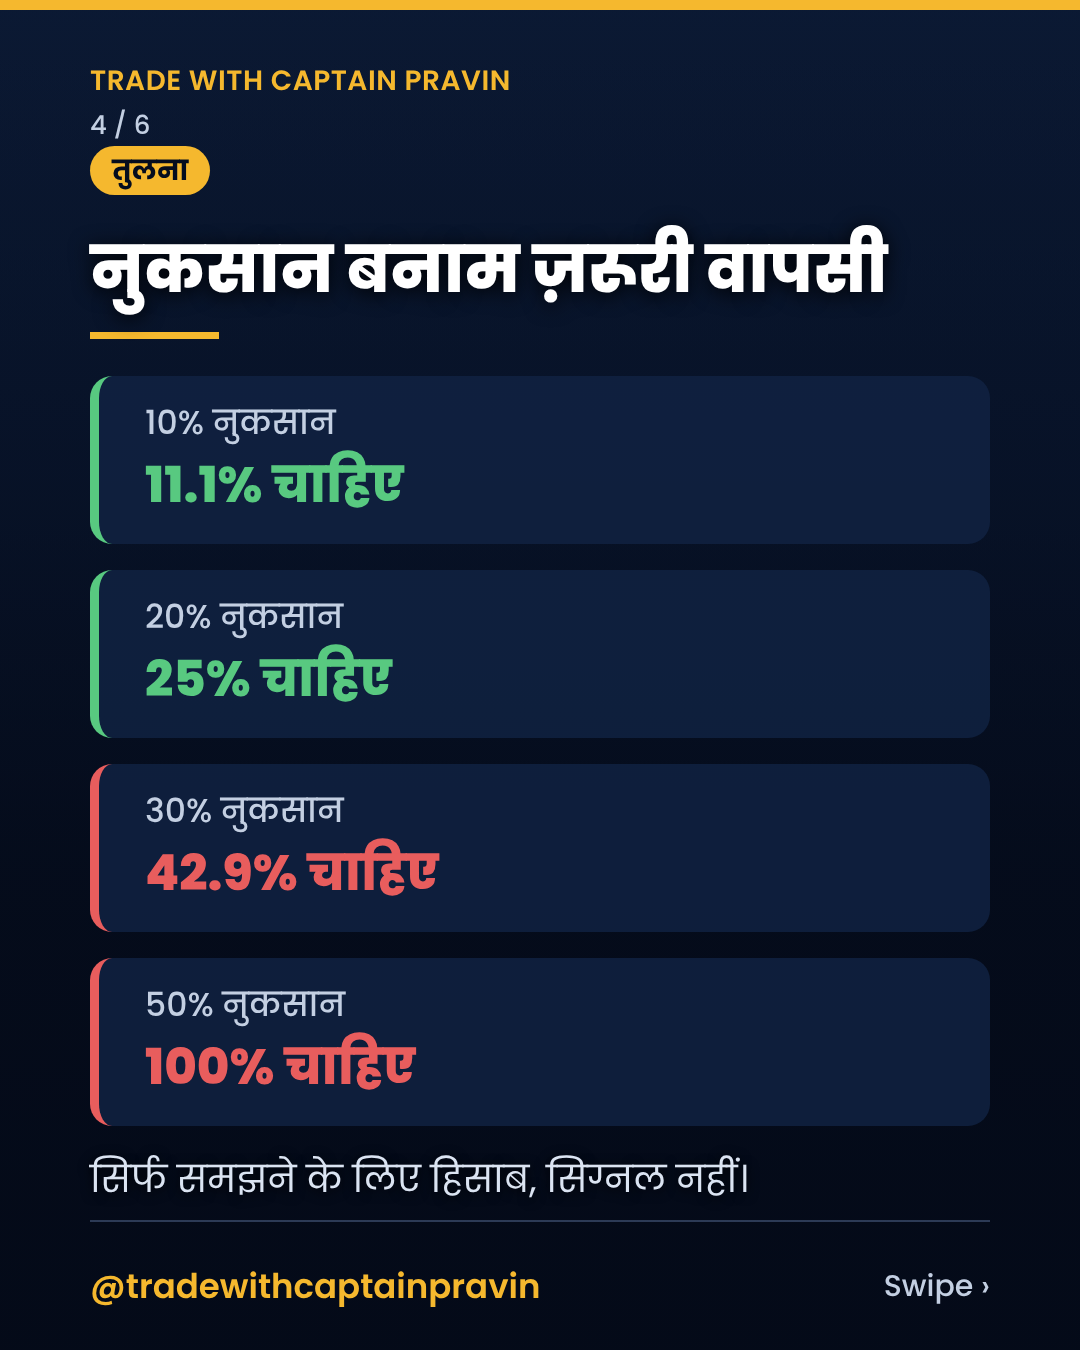 TRADE WITH CAPTAIN PRAVIN
4 / 6
तुलना
नुकसान बनाम ज़रूरी वापसी
10% नुकसान
11.1% चाहिए
20% नुकसान
25% चाहिए
30% नुकसान
42.9% चाहिए
50% नुकसान
100% चाहिए
सिर्फ समझने के लिए हिसाब, सिग्नल नहीं।
@tradewithcaptainpravin
Swipe ›